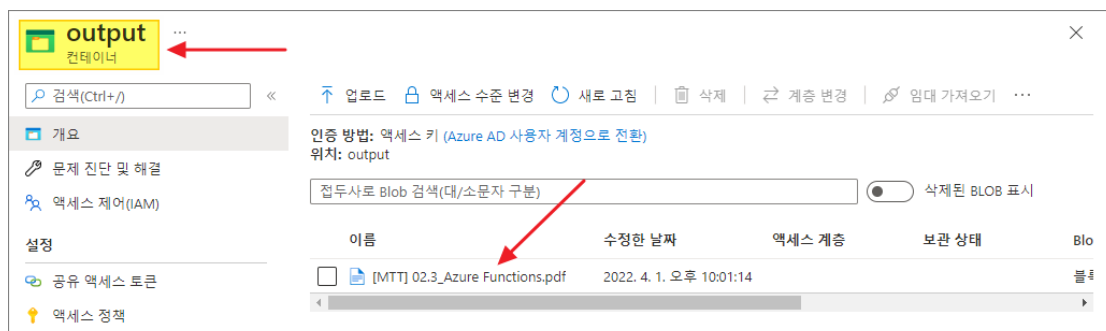 output ...
컨테이너
검색(Ctrl+/)
«
업로드 액세스 수준 변경 새로 고침 삭제 계층 변경 임대 가져오기 ...
개요
문제 진단 및 해결
액세스 제어(IAM)
설정
공유 액세스 토큰
액세스 정책
인증 방법: 액세스 키 (Azure AD 사용자 계정으로 전환)
위치: output
접두사로 Blob 검색(대/소문자 구분)
삭제된 BLOB 표시
이름 수정한 날짜 액세스 계층 보관 상태 Blo
[MTT] 02.3_Azure Functions.pdf 2022. 4. 1. 오후 10:01:14 블록